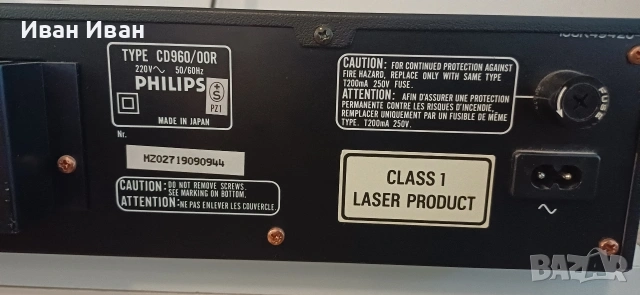 Иван Иван
TYPE CD960/00R
220V~ 50/60Hz
PHILIPS
S
PZ1
MADE IN JAPAN
Nr.
MZ02719090944
CAUTION: DO NOT REMOVE SCREWS.
SEE MARKING ON BOTTOM.
ATTENTION: NE PAS ENLEVER LES COUVERCLE.
CAUTION: FOR CONTINUED PROTECTION AGAINST
FIRE HAZARD, REPLACE ONLY WITH SAME TYPE
T200mA 250V FUSE.
ATTENTION: AFIN D'ASSURER UNE PROTECTION
PERMANENTE CONTRE LES RISQUES D'INCENDIE,
REMPLACER UNIQUEMENT PAR UN FUSIBLE DE MÊME
TYPE. T200mA 250V.
CLASS 1
LASER PRODUCT
FUSE
~
BAZAR